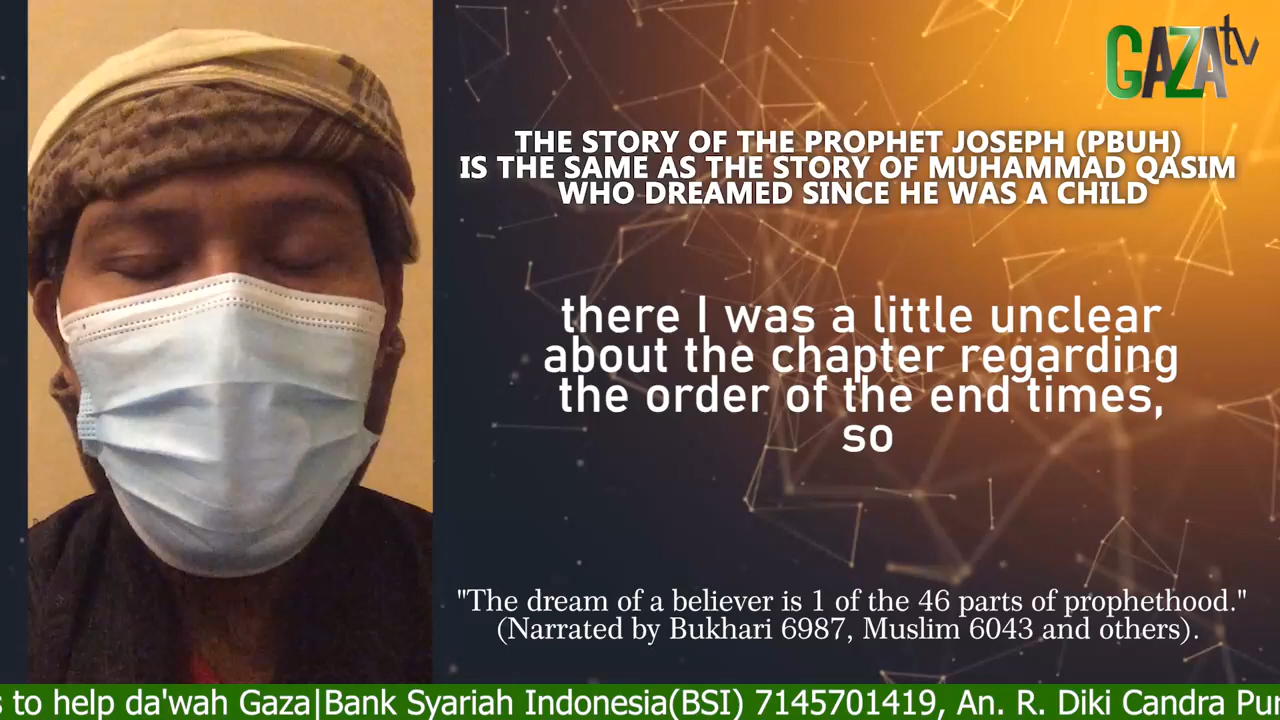 GAZAtv
THE STORY OF THE PROPHET JOSEPH (PBUH)
IS THE SAME AS THE STORY OF MUHAMMAD QASIM
WHO DREAMED SINCE HE WAS A CHILD
there I was a little unclear
about the chapter regarding
the order of the end times,
so
"The dream of a believer is 1 of the 46 parts of prophethood."
(Narrated by Bukhari 6987, Muslim 6043 and others).
s to help da'wah Gaza|Bank Syariah Indonesia(BSI) 7145701419, An. R. Diki Candra Pur